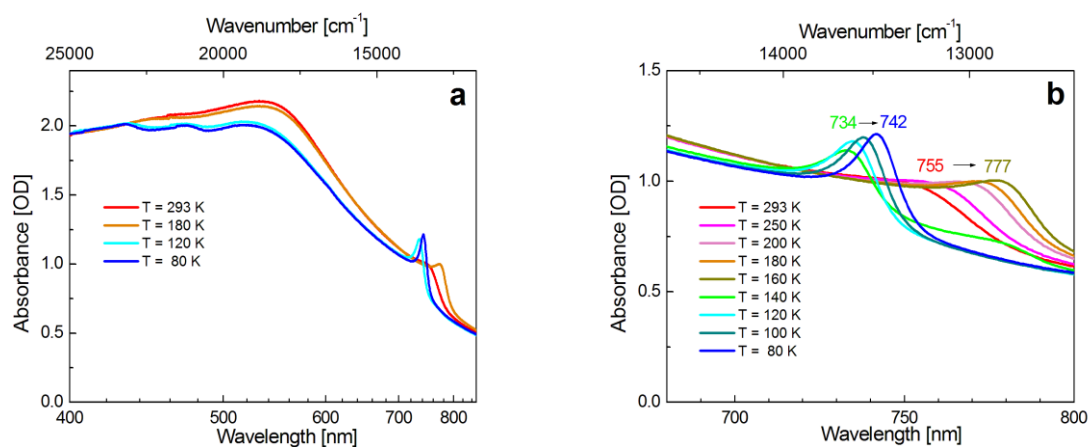 Wavenumber [cm⁻¹]
25000 20000 15000
a
Absorbance [OD]
2.0
1.5
1.0
0.5
0.0
T = 293 K
T = 180 K
T = 120 K
T = 80 K
400 500 600 700 800
Wavelength [nm]
Wavenumber [cm⁻¹]
14000 13000
b
Absorbance [OD]
1.5
1.0
0.5
0.0
734 → 742
755 → 777
T = 293 K
T = 250 K
T = 200 K
T = 180 K
T = 160 K
T = 140 K
T = 120 K
T = 100 K
T = 80 K
700 750 800
Wavelength [nm]